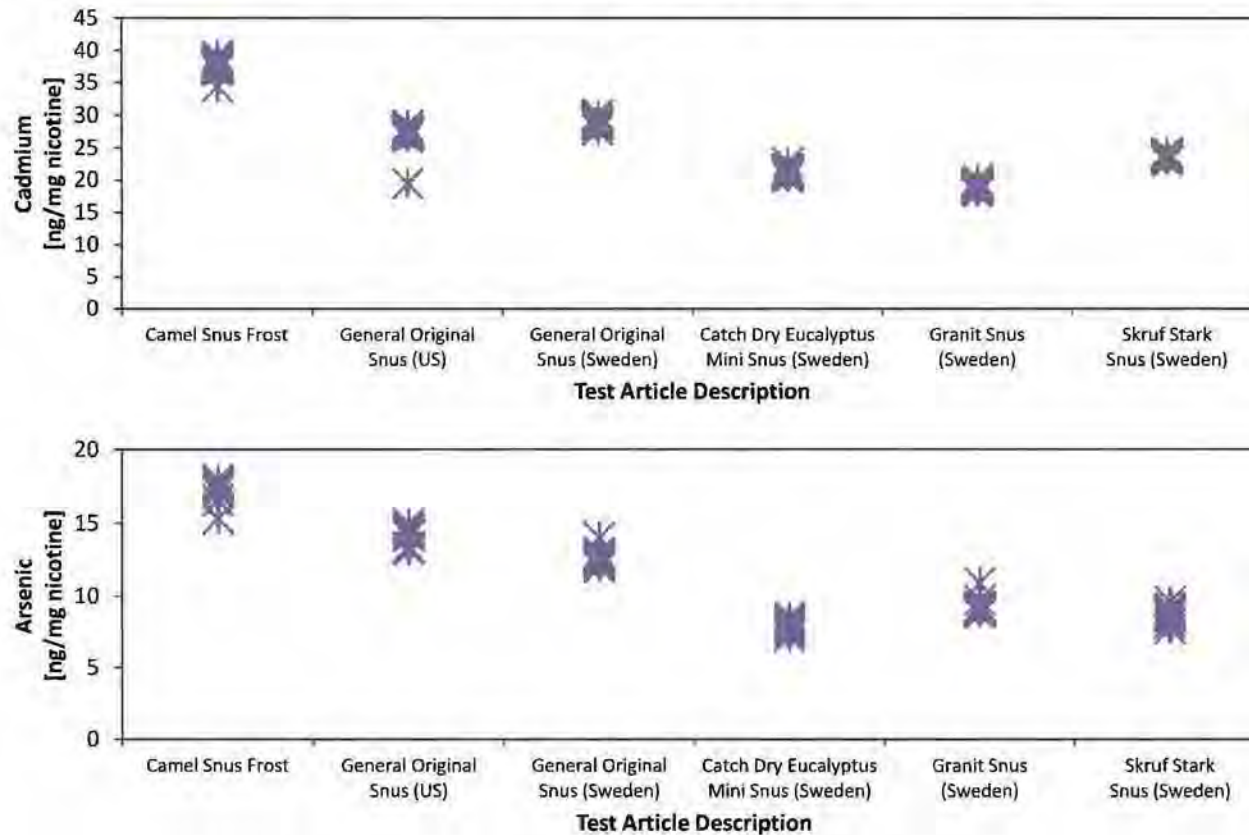 45
40
35
30
25
20
15
10
5
0
Cadmium
[ng/mg nicotine]
Camel Snus Frost
General Original
Snus (US)
General Original
Snus (Sweden)
Catch Dry Eucalyptus
Mini Snus (Sweden)
Granit Snus
(Sweden)
Skruf Stark
Snus (Sweden)
Test Article Description
20
15
10
5
0
Arsenic
[ng/mg nicotine]
Camel Snus Frost
General Original
Snus (US)
General Original
Snus (Sweden)
Catch Dry Eucalyptus
Mini Snus (Sweden)
Granit Snus
(Sweden)
Skruf Stark
Snus (Sweden)
Test Article Description